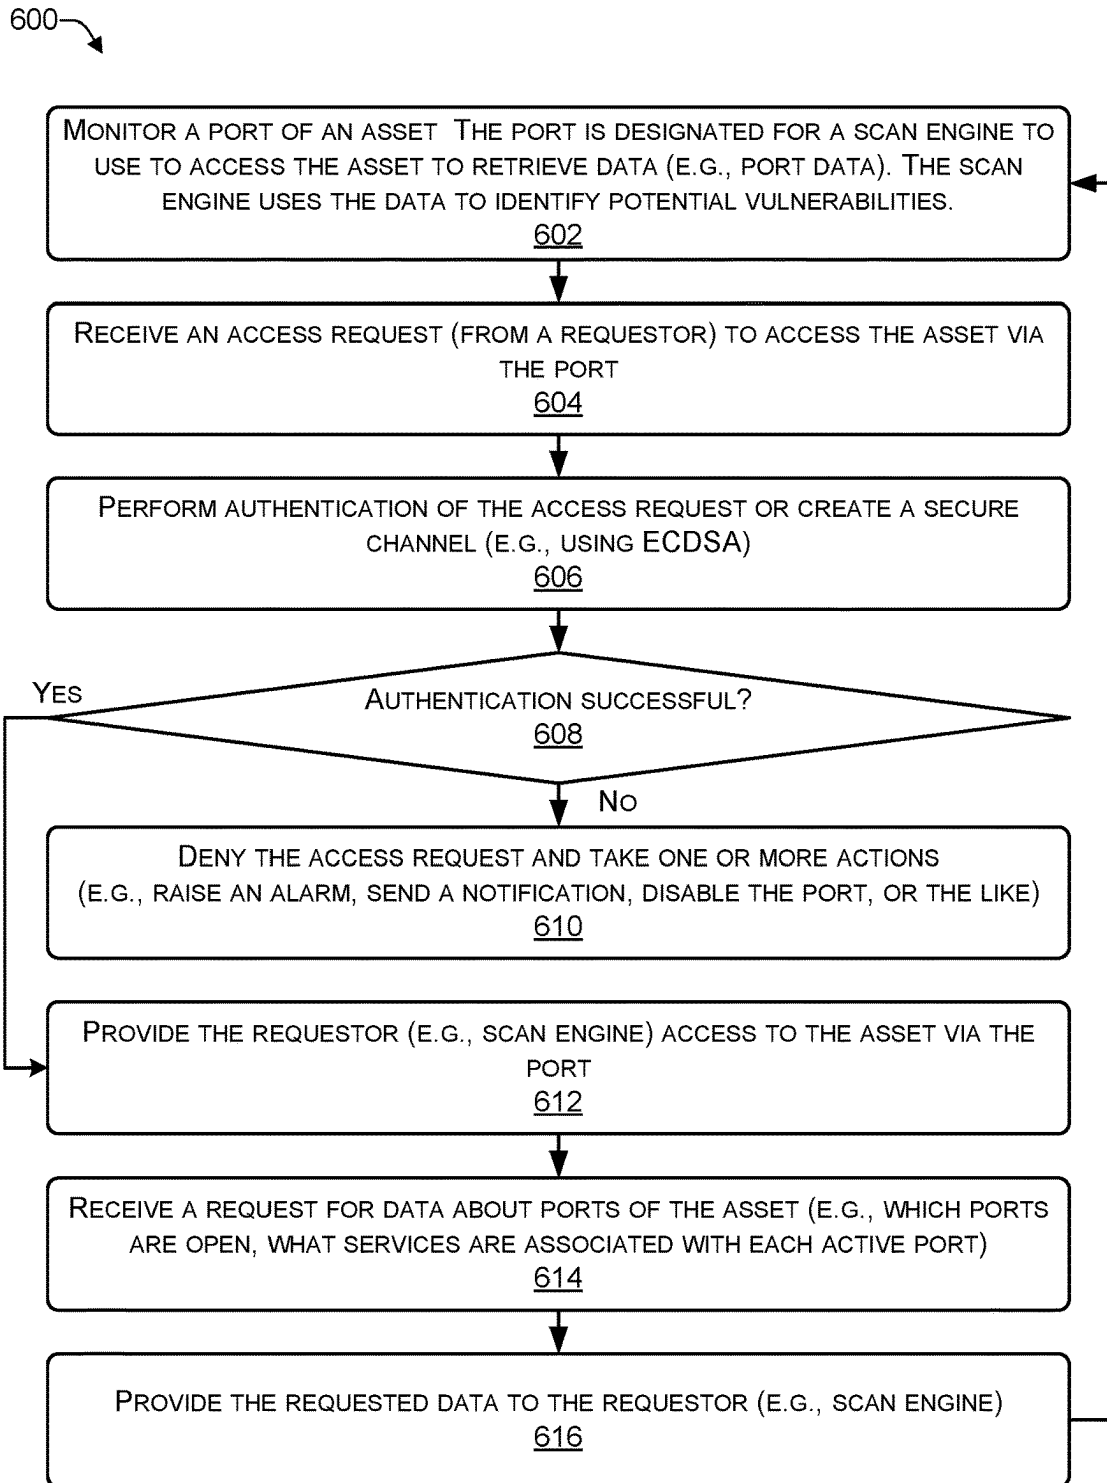 600
MONITOR A PORT OF AN ASSET THE PORT IS DESIGNATED FOR A SCAN ENGINE TO
USE TO ACCESS THE ASSET TO RETRIEVE DATA (E.G., PORT DATA). THE SCAN
ENGINE USES THE DATA TO IDENTIFY POTENTIAL VULNERABILITIES.
602
RECEIVE AN ACCESS REQUEST (FROM A REQUESTOR) TO ACCESS THE ASSET VIA
THE PORT
604
PERFORM AUTHENTICATION OF THE ACCESS REQUEST OR CREATE A SECURE
CHANNEL (E.G., USING ECDSA)
606
YES
AUTHENTICATION SUCCESSFUL?
608
NO
DENY THE ACCESS REQUEST AND TAKE ONE OR MORE ACTIONS
(E.G., RAISE AN ALARM, SEND A NOTIFICATION, DISABLE THE PORT, OR THE LIKE)
610
PROVIDE THE REQUESTOR (E.G., SCAN ENGINE) ACCESS TO THE ASSET VIA THE
PORT
612
RECEIVE A REQUEST FOR DATA ABOUT PORTS OF THE ASSET (E.G., WHICH PORTS
ARE OPEN, WHAT SERVICES ARE ASSOCIATED WITH EACH ACTIVE PORT)
614
PROVIDE THE REQUESTED DATA TO THE REQUESTOR (E.G., SCAN ENGINE)
616